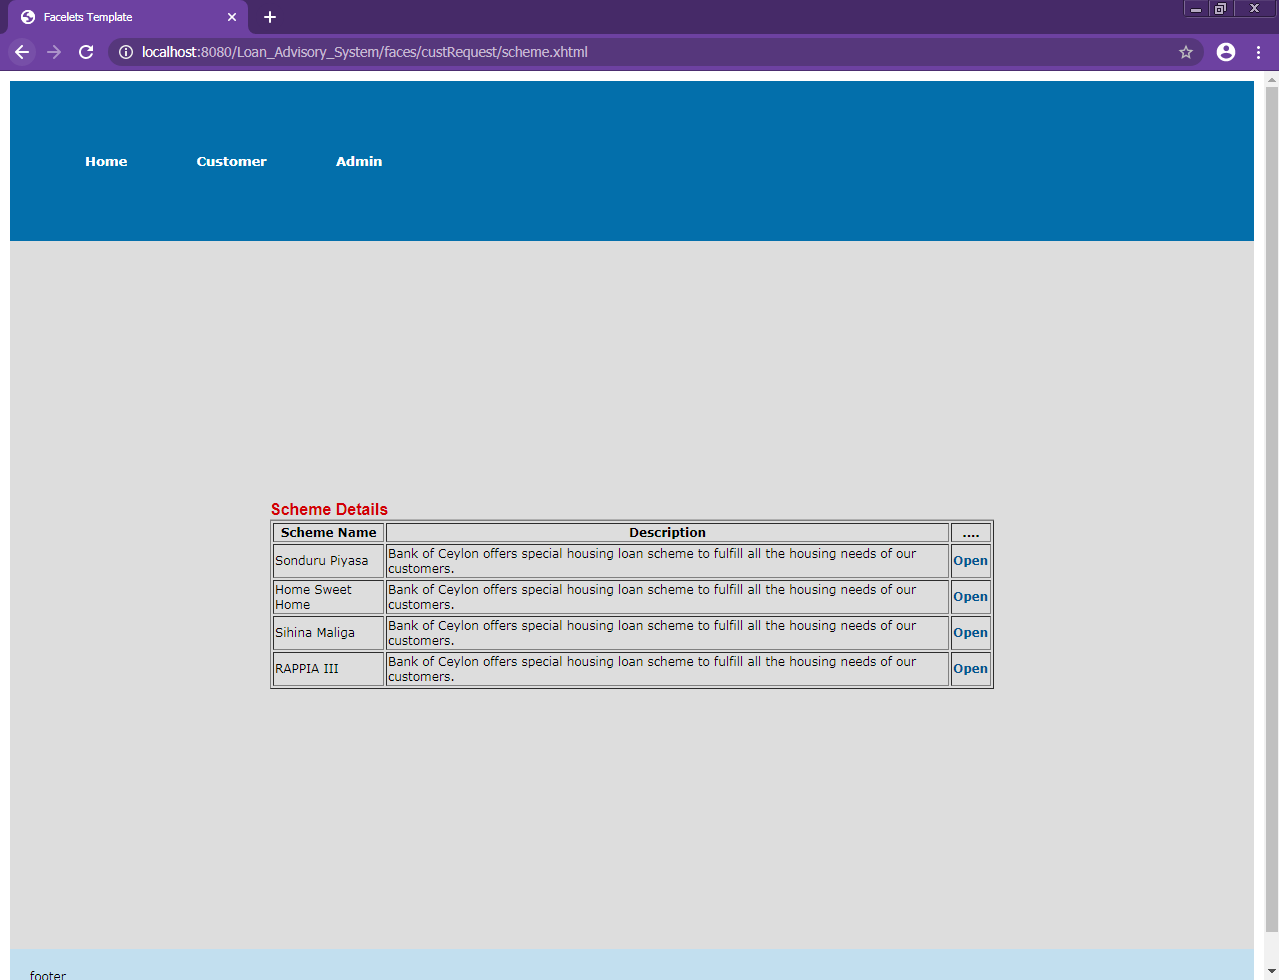 Facelets Template
localhost:8080/Loan_Advisory_System/faces/custRequest/scheme.xhtml
Home Customer Admin
Scheme Details
Scheme Name Description ....
Sonduru Piyasa Bank of Ceylon offers special housing loan scheme to fulfill all the housing needs of our
customers. Open
Home Sweet Bank of Ceylon offers special housing loan scheme to fulfill all the housing needs of our
Home customers. Open
Sihina Maliga Bank of Ceylon offers special housing loan scheme to fulfill all the housing needs of our
customers. Open
RAPPIA III Bank of Ceylon offers special housing loan scheme to fulfill all the housing needs of our
customers. Open
footer